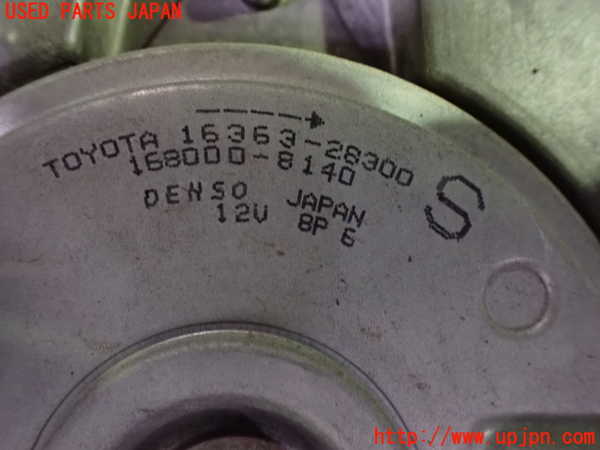 USED PARTS JAPAN
TOYOTA 16363-28300
168000-8140
DENSO JAPAN
12V 8P 6
S
http://www.upjpn.com/